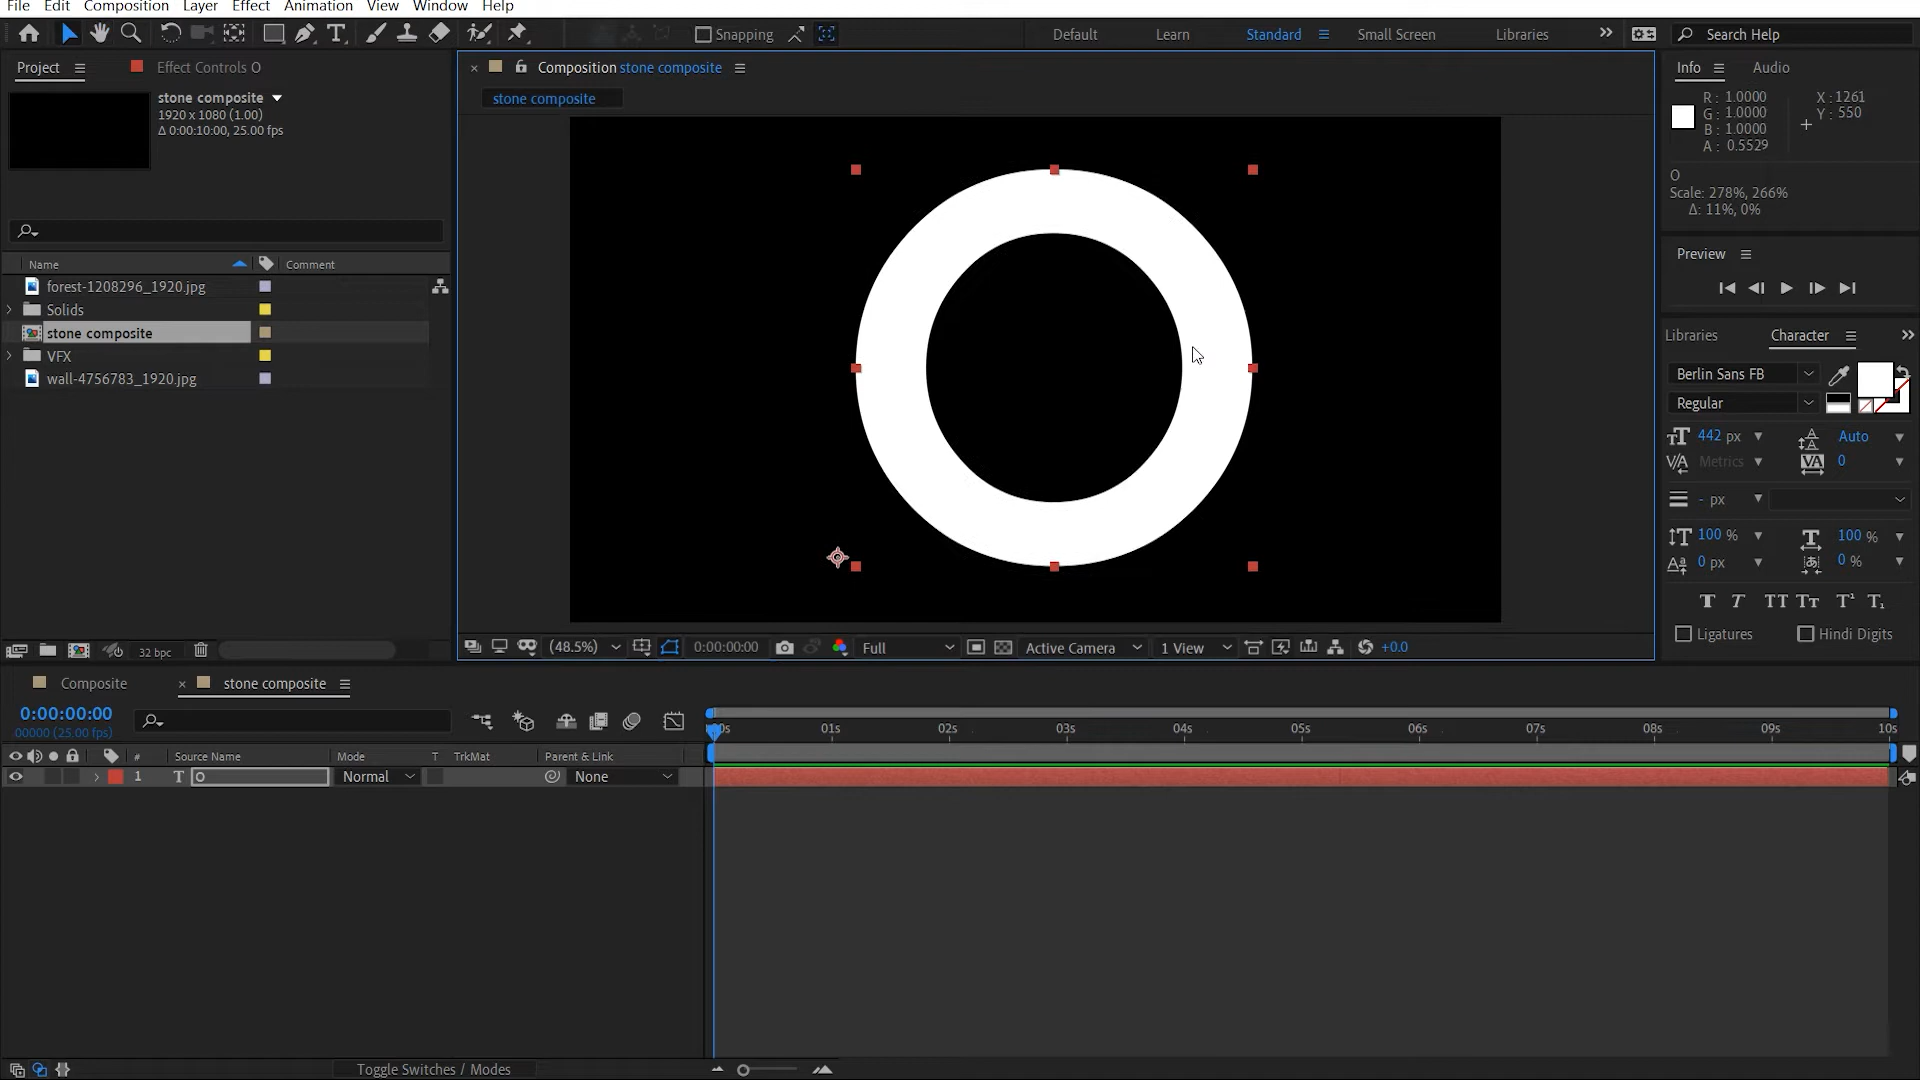 File Edit Composition Layer Effect Animation View Window Help
Snapping
Default Learn Standard Small Screen Libraries
Search Help
Project Effect Controls O
stone composite
1920 x 1080 (1.00)
Δ 0:00:10:00, 25.00 fps
Name Comment
forest-1208296_1920.jpg
Solids
stone composite
VFX
wall-4756783_1920.jpg
32 bpc
Composition stone composite
stone composite
O
(48.5%) 0:00:00:00 Full Active Camera 1 View +0.0
Info Audio
R : 1.0000 X : 1261
G : 1.0000 Y : 550
B : 1.0000
A : 0.5529
O
Scale: 278%, 266%
Δ: 11%, 0%
Preview
Libraries Character
Berlin Sans FB
Regular
442 px Auto
Metrics 0
- px
100 % 100 %
0 px 0 %
T T TT Tт T¹ T₁
Ligatures Hindi Digits
Composite stone composite
0:00:00:00
00000 (25.00 fps)
00s 01s 02s 03s 04s 05s 06s 07s 08s 09s 10s
# Source Name Mode T TrkMat Parent & Link
1 T O Normal None
Toggle Switches / Modes